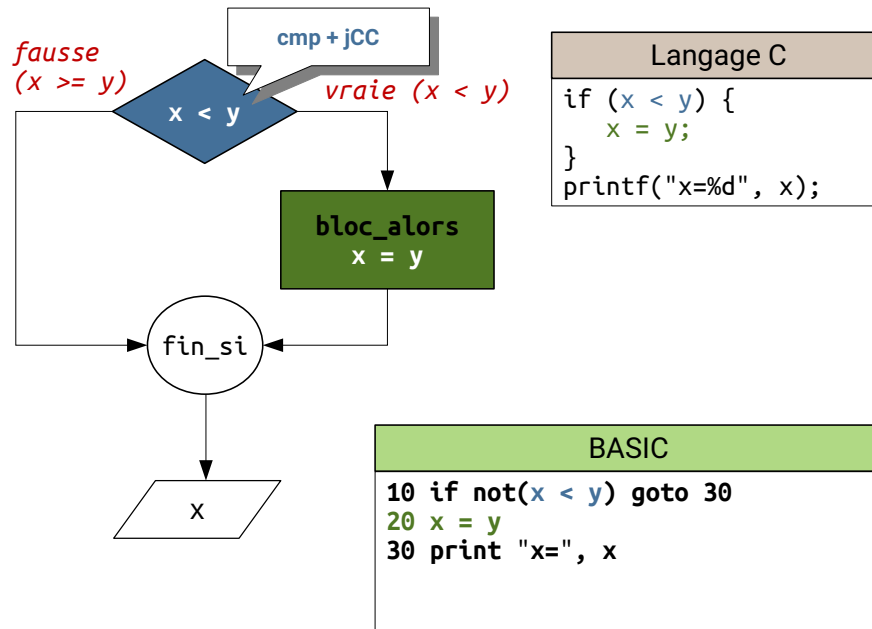 cmp + jCC
fausse
(x >= y)
vraie (x < y)
x < y
bloc_alors
x = y
fin_si
x
Langage C
if (x < y) {
   x = y;
}
printf("x=%d", x);
BASIC
10 if not(x < y) goto 30
20 x = y
30 print "x=", x